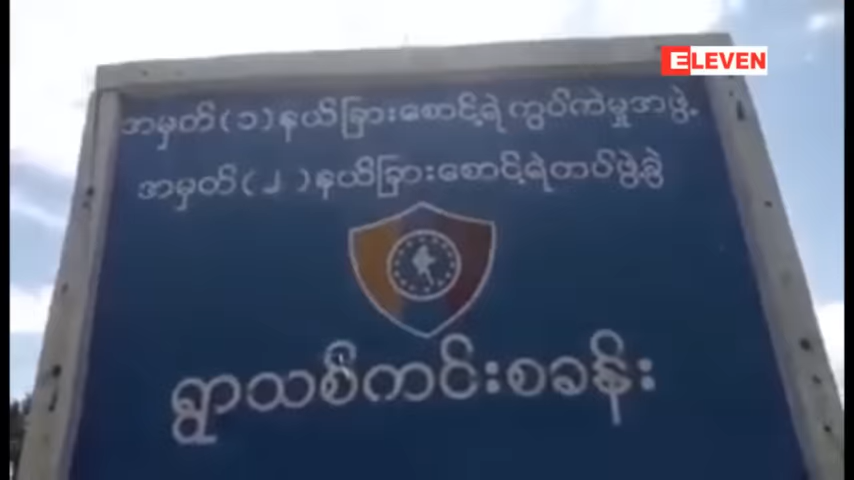 ELEVEN
အမှတ်(၁)နယ်ခြားစောင့်ရဲကွပ်ကဲမှုအဖွဲ့
အမှတ်(၂)နယ်ခြားစောင့်ရဲတပ်ဖွဲ့ခွဲ
ရွာသစ်ကင်းစခန်း